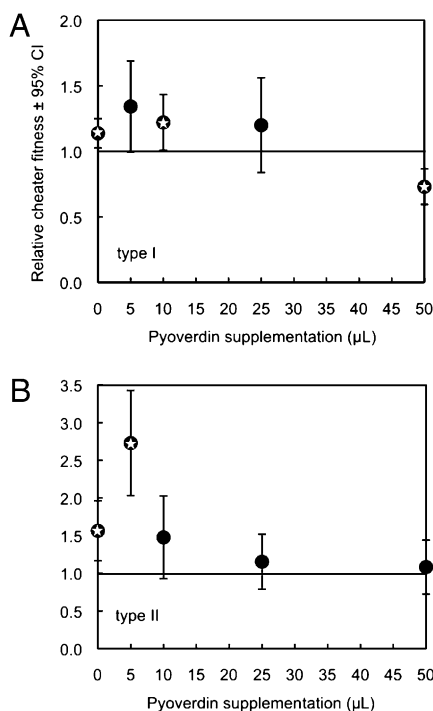 A
Relative cheater fitness ± 95% CI
2.0
1.5
1.0
0.5
0.0
type I
0 5 10 15 20 25 30 35 40 45 50
Pyoverdin supplementation (µL)
B
3.5
3.0
2.5
2.0
1.5
1.0
0.5
0.0
type II
0 5 10 15 20 25 30 35 40 45 50
Pyoverdin supplementation (µL)